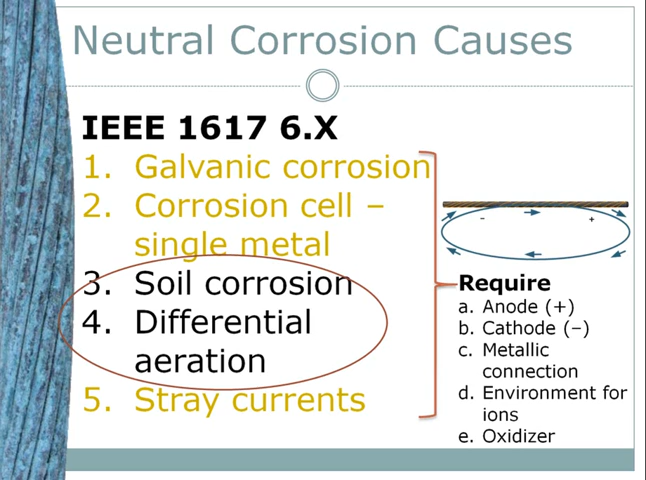 Neutral Corrosion Causes
IEEE 1617 6.X
1. Galvanic corrosion
2. Corrosion cell –
single metal
3. Soil corrosion
4. Differential
aeration
5. Stray currents
- +
Require
a. Anode (+)
b. Cathode (–)
c. Metallic
connection
d. Environment for
ions
e. Oxidizer